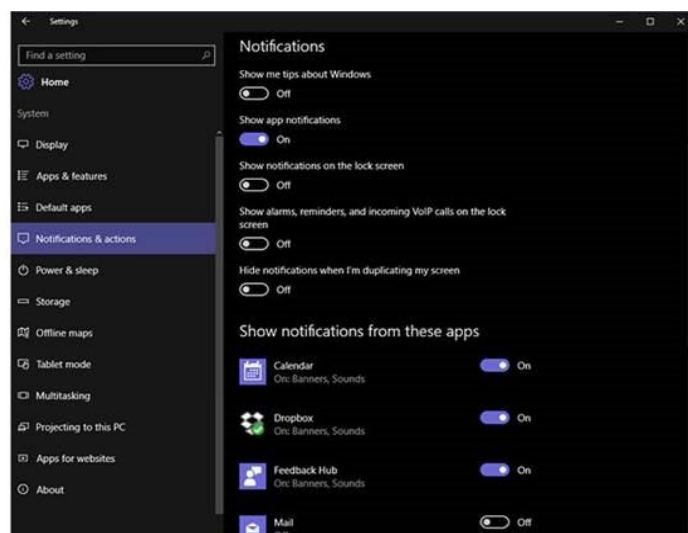 Settings
Find a setting
Home
System
Display
Apps & features
Default apps
Notifications & actions
Power & sleep
Storage
Offline maps
Tablet mode
Multitasking
Projecting to this PC
Apps for websites
About
Notifications
Show me tips about Windows
Off
Show app notifications
On
Show notifications on the lock screen
Off
Show alarms, reminders, and incoming VoIP calls on the lock
screen
Off
Hide notifications when I'm duplicating my screen
Off
Show notifications from these apps
Calendar
On: Banners, Sounds
On
Dropbox
On: Banners, Sounds
On
Feedback Hub
On: Banners, Sounds
On
Mail
Off